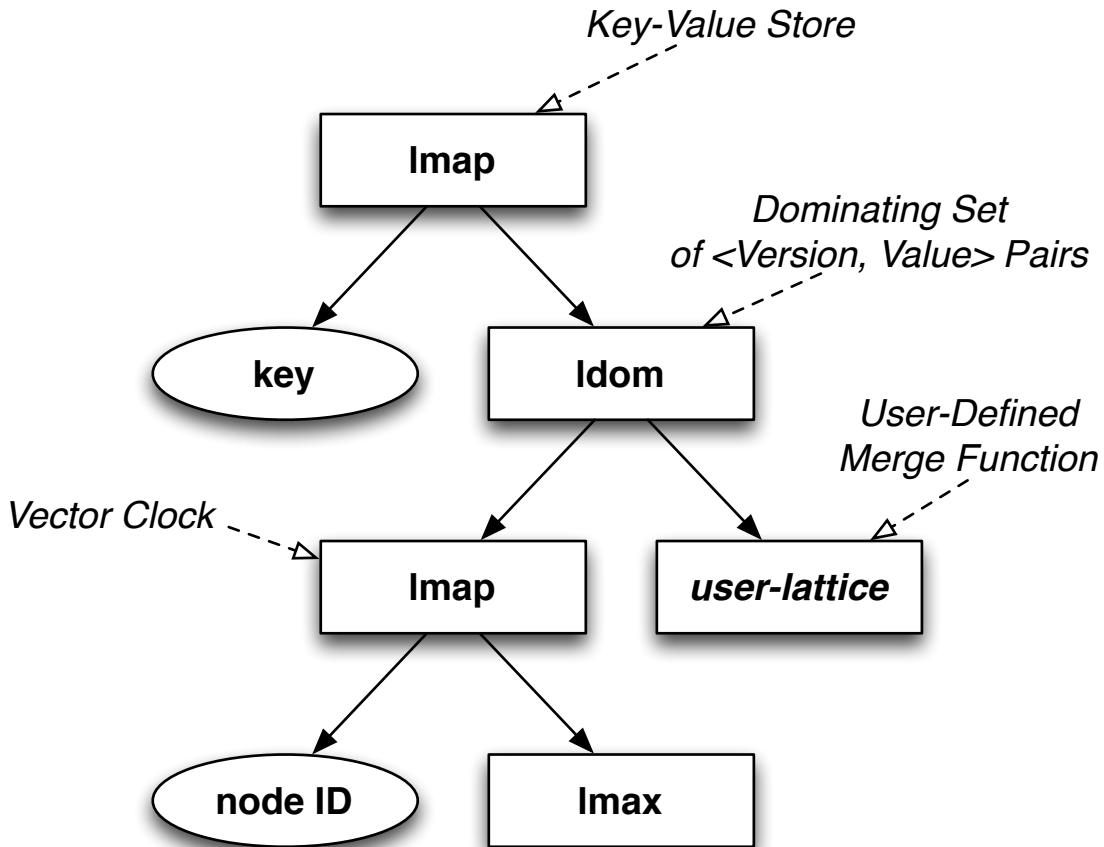 Key-Value Store
lmap
Dominating Set
of <Version, Value> Pairs
key
ldom
User-Defined
Merge Function
Vector Clock
lmap
user-lattice
node ID
lmax